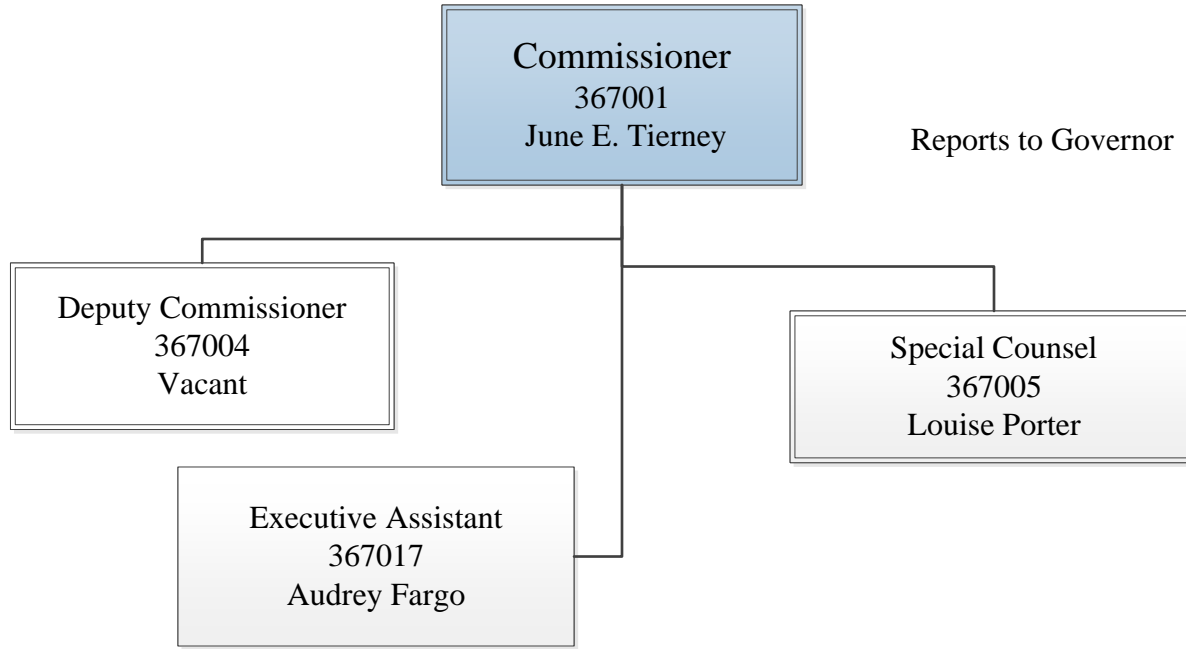 Commissioner
367001
June E. Tierney
Reports to Governor
Deputy Commissioner
367004
Vacant
Special Counsel
367005
Louise Porter
Executive Assistant
367017
Audrey Fargo